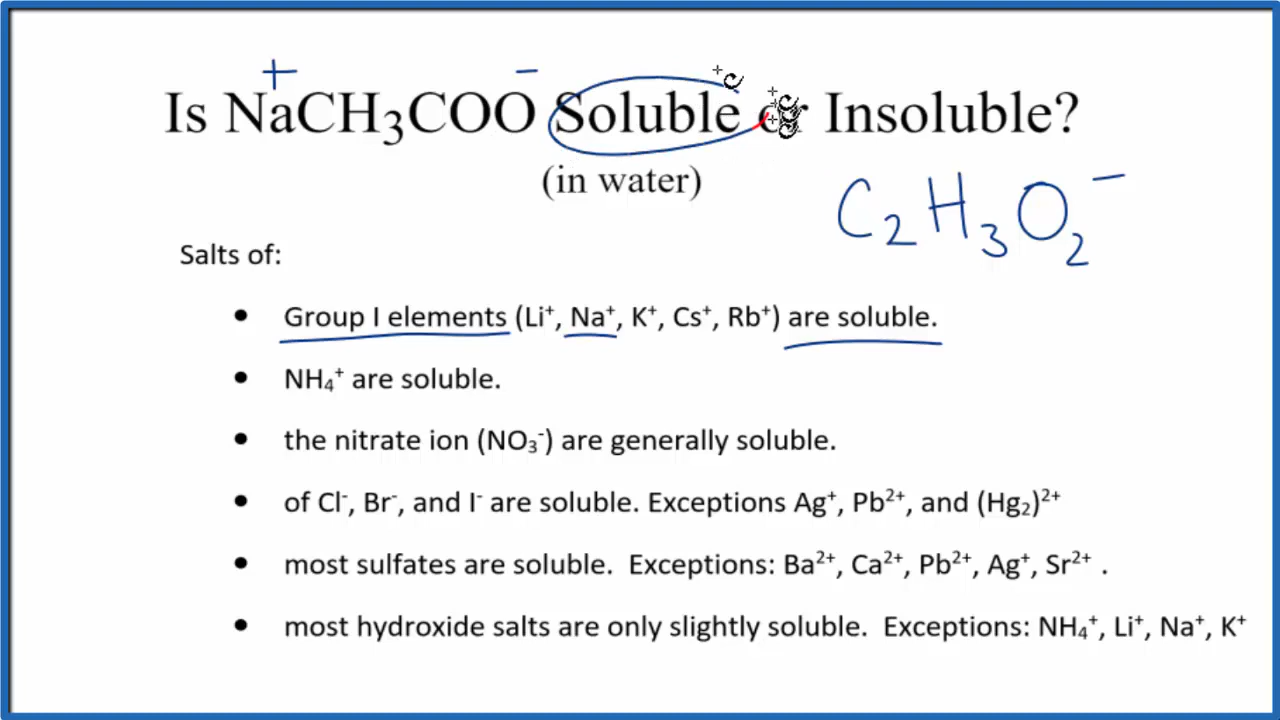 + −
Is NaCH₃COO Soluble or Insoluble?
(in water)
C₂H₃O₂⁻
Salts of:
• Group I elements (Li⁺, Na⁺, K⁺, Cs⁺, Rb⁺) are soluble.
• NH₄⁺ are soluble.
• the nitrate ion (NO₃⁻) are generally soluble.
• of Cl⁻, Br⁻, and I⁻ are soluble. Exceptions Ag⁺, Pb²⁺, and (Hg₂)²⁺
• most sulfates are soluble.  Exceptions: Ba²⁺, Ca²⁺, Pb²⁺, Ag⁺, Sr²⁺ .
• most hydroxide salts are only slightly soluble.  Exceptions: NH₄⁺, Li⁺, Na⁺, K⁺